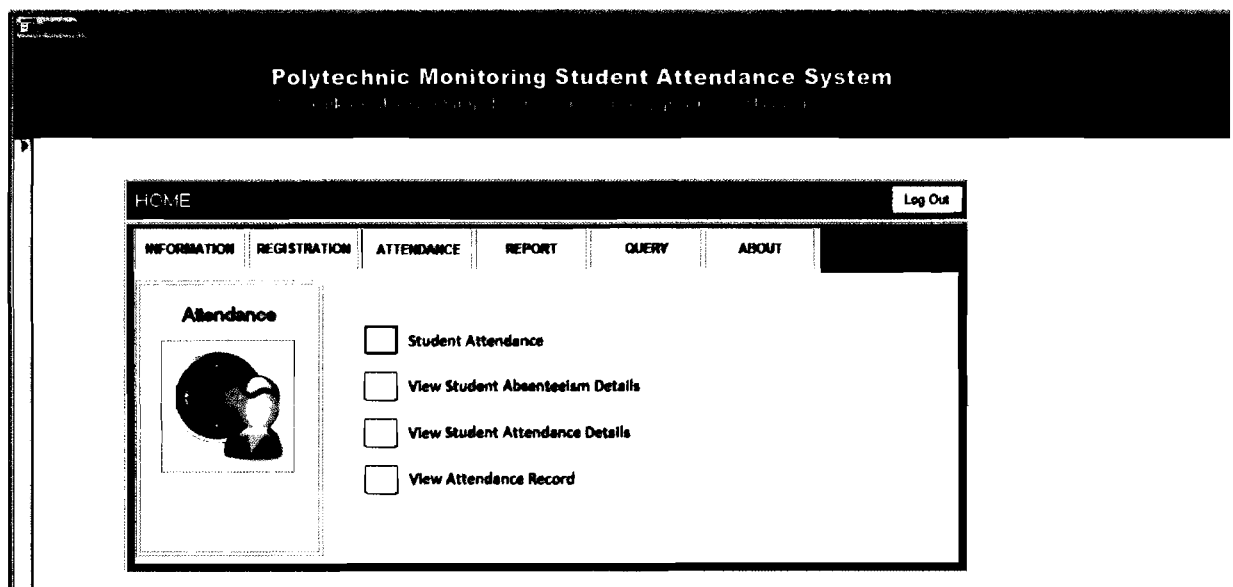 Polytechnic Monitoring Student Attendance System
HOME
Log Out
INFORMATION REGISTRATION ATTENDANCE REPORT QUERY ABOUT
Attendance
Student Attendance
View Student Absenteeism Details
View Student Attendance Details
View Attendance Record